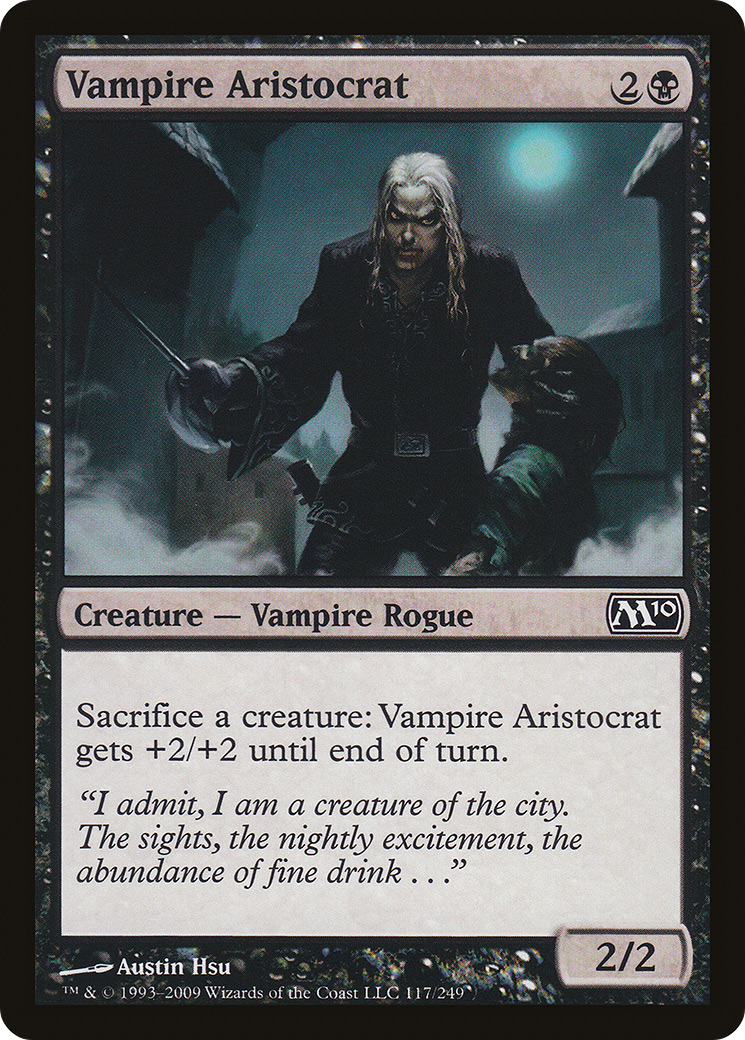 Vampire Aristocrat 2
Creature — Vampire Rogue M10
Sacrifice a creature: Vampire Aristocrat
gets +2/+2 until end of turn.
“I admit, I am a creature of the city.
The sights, the nightly excitement, the
abundance of fine drink . . .”
2/2
Austin Hsu
™ & © 1993–2009 Wizards of the Coast LLC 117/249